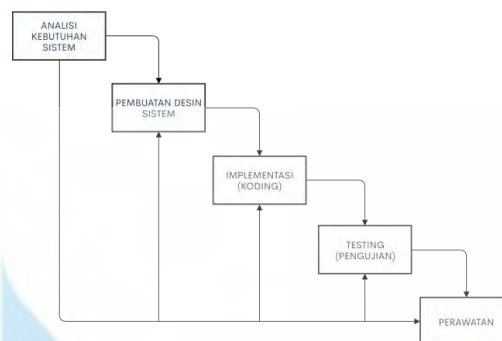 ANALISI
KEBUTUHAN
SISTEM
PEMBUATAN DESIN
SISTEM
IMPLEMENTASI
(KODING)
TESTING
(PENGUJIAN)
PERAWATAN